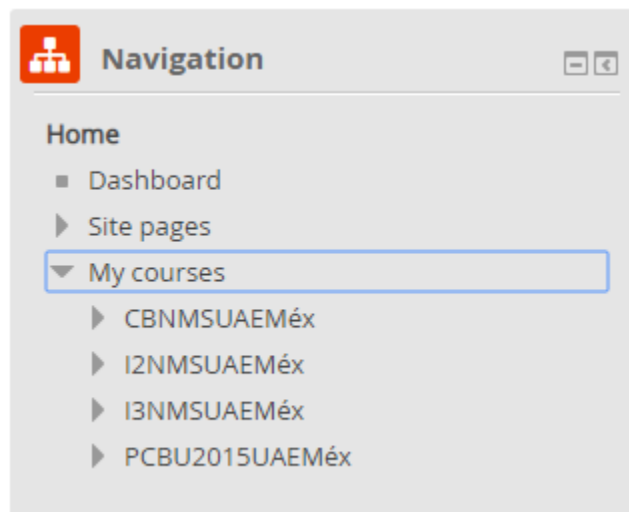 Navigation
Home
Dashboard
Site pages
My courses
CBNMSUAEMéx
I2NMSUAEMéx
I3NMSUAEMéx
PCBU2015UAEMéx